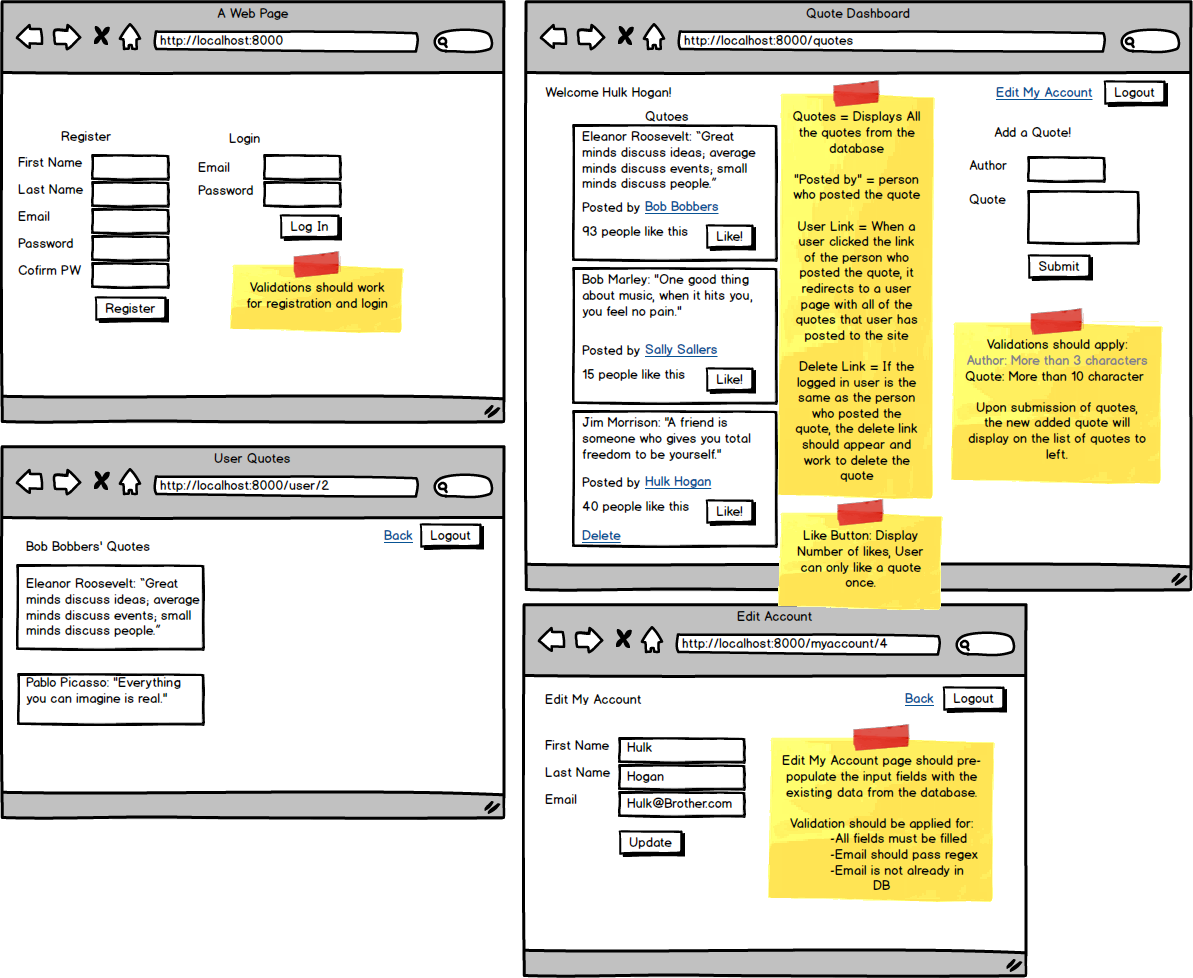 A Web Page
http://localhost:8000
Register
First Name
Last Name
Email
Password
Cofirm PW
Register
Login
Email
Password
Log In
Validations should work
for registration and login
Quote Dashboard
http://localhost:8000/quotes
Welcome Hulk Hogan!
Edit My Account
Logout
Qutoes
Eleanor Roosevelt: “Great
minds discuss ideas; average
minds discuss events; small
minds discuss people.”
Posted by Bob Bobbers
93 people like this
Like!
Bob Marley: "One good thing
about music, when it hits you,
you feel no pain."
Posted by Sally Sallers
15 people like this
Like!
Jim Morrison: "A friend is
someone who gives you total
freedom to be yourself."
Posted by Hulk Hogan
40 people like this
Like!
Delete
Quotes = Displays All
the quotes from the
database
"Posted by" = person
who posted the quote
User Link = When a
user clicked the link
of the person who
posted the quote, it
redirects to a user
page with all of the
quotes that user has
posted to the site
Delete Link = If the
logged in user is the
same as the person
who posted the
quote, the delete link
should appear and
work to delete the
quote
Like Button: Display
Number of likes, User
can only like a quote
once.
Add a Quote!
Author
Quote
Submit
Validations should apply:
Author: More than 3 characters
Quote: More than 10 character
Upon submission of quotes,
the new added quote will
display on the list of quotes to
left.
User Quotes
http://localhost:8000/user/2
Back
Logout
Bob Bobbers' Quotes
Eleanor Roosevelt: “Great
minds discuss ideas; average
minds discuss events; small
minds discuss people.”
Pablo Picasso: "Everything
you can imagine is real."
Edit Account
http://localhost:8000/myaccount/4
Edit My Account
Back
Logout
First Name
Hulk
Last Name
Hogan
Email
Hulk@Brother.com
Update
Edit My Account page should pre-
populate the input fields with the
existing data from the database.
Validation should be applied for:
-All fields must be filled
-Email should pass regex
-Email is not already in
DB